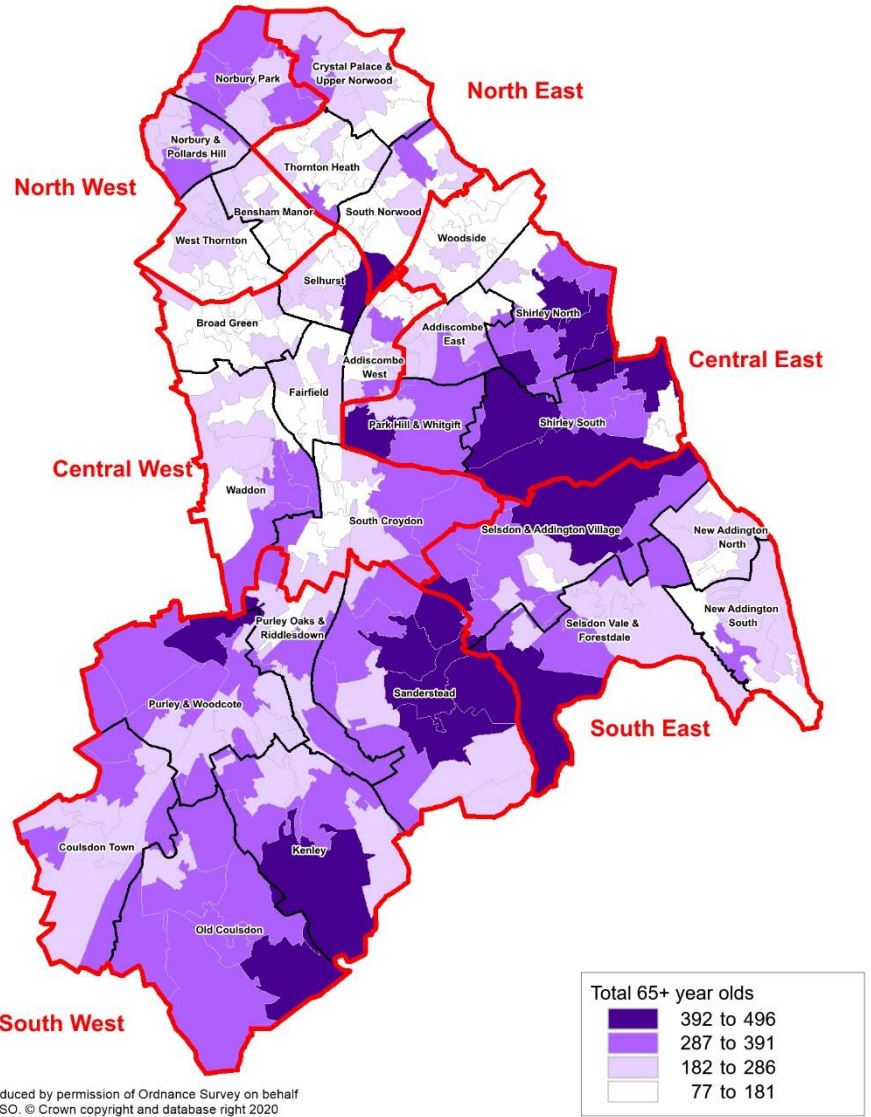 Norbury Park
Crystal Palace &
Upper Norwood
North East
Norbury &
Pollards Hill
Thornton Heath
North West
Bensham Manor
South Norwood
West Thornton
Woodside
Selhurst
Shirley North
Broad Green
Addiscombe
East
Addiscombe
West
Central East
Fairfield
Park Hill & Whitgift
Shirley South
Central West
Waddon
South Croydon
Selsdon & Addington Village
New Addington
North
Purley Oaks &
Riddlesdown
Selsdon Vale &
Forestdale
New Addington
South
Sanderstead
Purley & Woodcote
South East
Coulsdon Town
Kenley
Old Coulsdon
South West
Total 65+ year olds
392 to 496
287 to 391
182 to 286
77 to 181
duced by permission of Ordnance Survey on behalf
SO. © Crown copyright and database right 2020